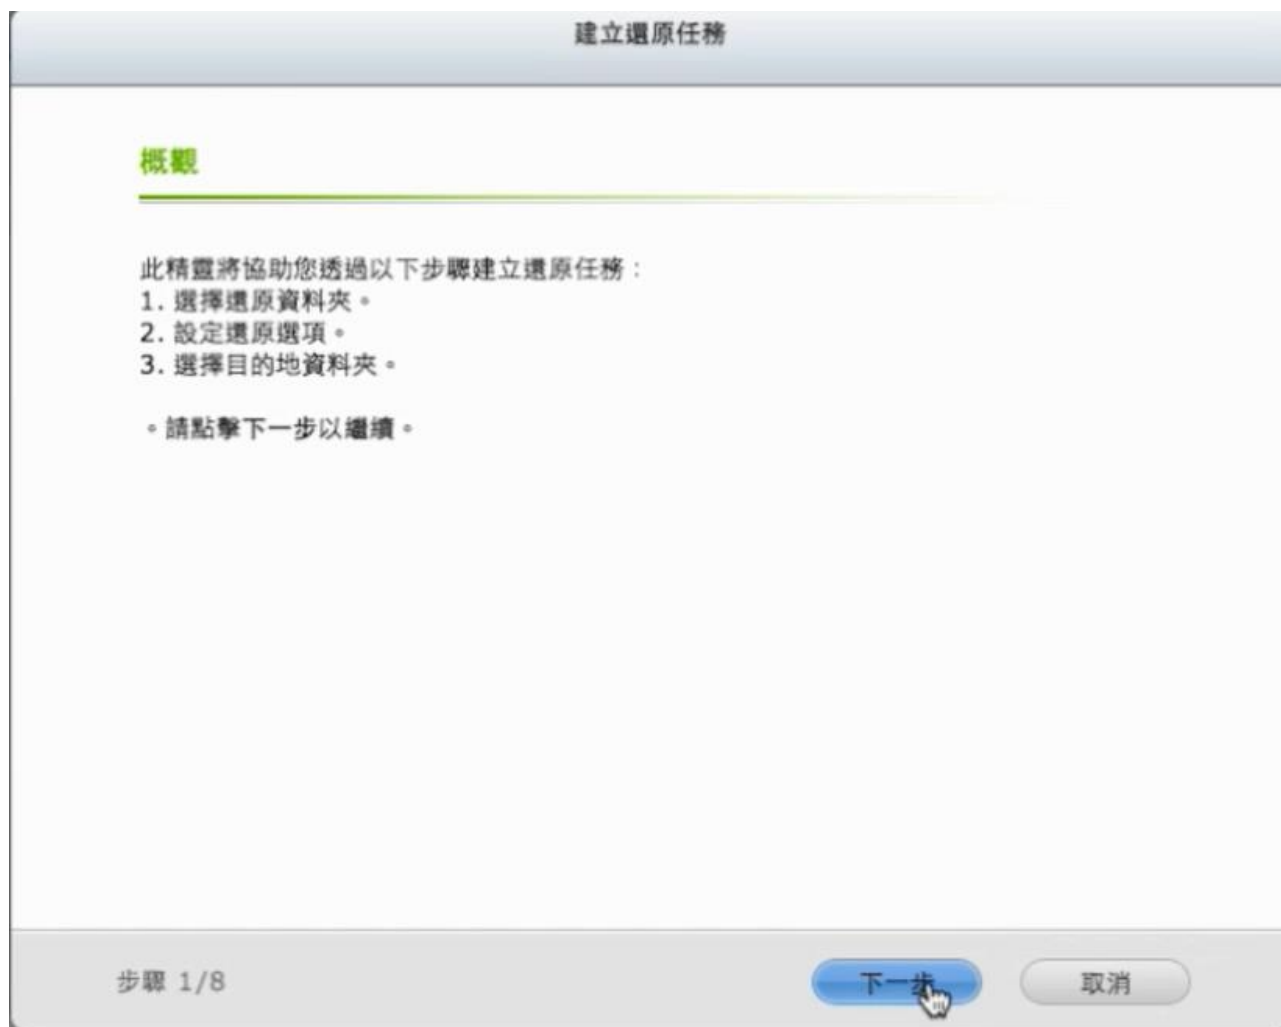 建立還原任務
概觀
此精靈將協助您透過以下步驟建立還原任務：
1. 選擇還原資料夾。
2. 設定還原選項。
3. 選擇目的地資料夾。
。請點擊下一步以繼續。
步驟 1/8
下一步
取消